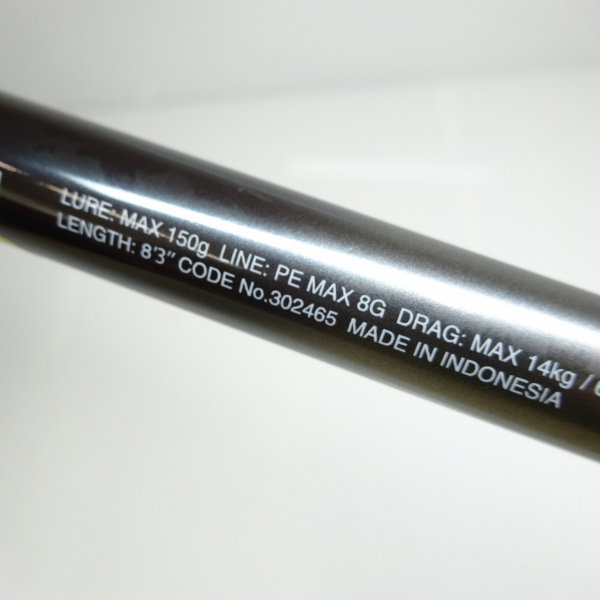 LURE: MAX 150g LINE: PE MAX 8G DRAG: MAX 14kg /
LENGTH: 8'3" CODE No.302465 MADE IN INDONESIA